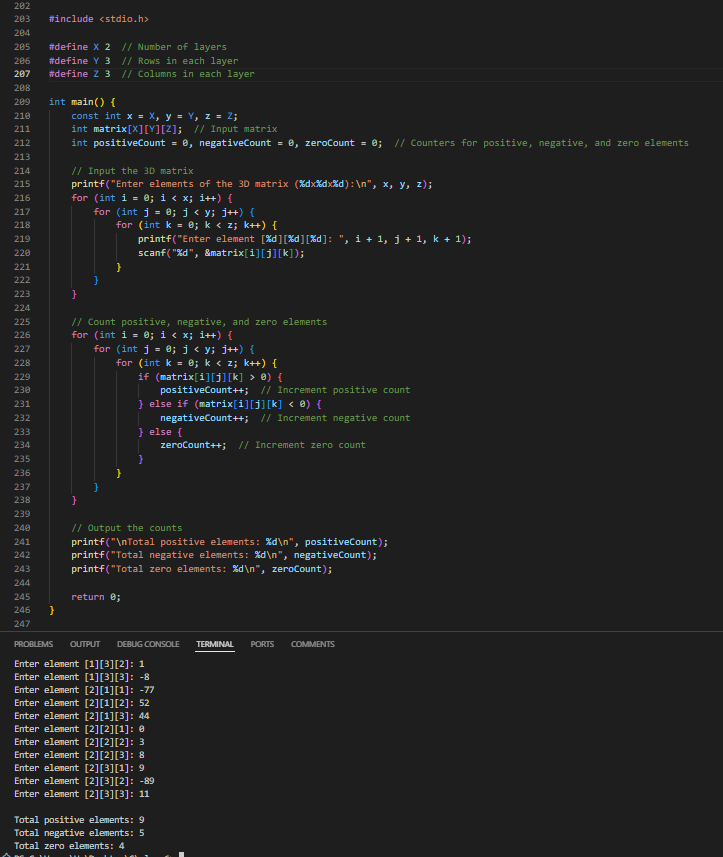 202
203 #include <stdio.h>
204
205 #define X 2  // Number of layers
206 #define Y 3  // Rows in each layer
207 #define Z 3  // Columns in each layer
208
209 int main() {
210     const int x = X, y = Y, z = Z;
211     int matrix[X][Y][Z];  // Input matrix
212     int positiveCount = 0, negativeCount = 0, zeroCount = 0;  // Counters for positive, negative, and zero elements
213
214     // Input the 3D matrix
215     printf("Enter elements of the 3D matrix (%dx%dx%d):\n", x, y, z);
216     for (int i = 0; i < x; i++) {
217         for (int j = 0; j < y; j++) {
218             for (int k = 0; k < z; k++) {
219                 printf("Enter element [%d][%d][%d]: ", i + 1, j + 1, k + 1);
220                 scanf("%d", &matrix[i][j][k]);
221             }
222         }
223     }
224
225     // Count positive, negative, and zero elements
226     for (int i = 0; i < x; i++) {
227         for (int j = 0; j < y; j++) {
228             for (int k = 0; k < z; k++) {
229                 if (matrix[i][j][k] > 0) {
230                     positiveCount++;  // Increment positive count
231                 } else if (matrix[i][j][k] < 0) {
232                     negativeCount++;  // Increment negative count
233                 } else {
234                     zeroCount++;  // Increment zero count
235                 }
236             }
237         }
238     }
239
240     // Output the counts
241     printf("\nTotal positive elements: %d\n", positiveCount);
242     printf("Total negative elements: %d\n", negativeCount);
243     printf("Total zero elements: %d\n", zeroCount);
244
245     return 0;
246 }
247
PROBLEMS OUTPUT DEBUG CONSOLE TERMINAL PORTS COMMENTS
Enter element [1][3][2]: 1
Enter element [1][3][3]: -8
Enter element [2][1][1]: -77
Enter element [2][1][2]: 52
Enter element [2][1][3]: 44
Enter element [2][2][1]: 0
Enter element [2][2][2]: 3
Enter element [2][2][3]: 8
Enter element [2][3][1]: 9
Enter element [2][3][2]: -89
Enter element [2][3][3]: 11

Total positive elements: 9
Total negative elements: 5
Total zero elements: 4